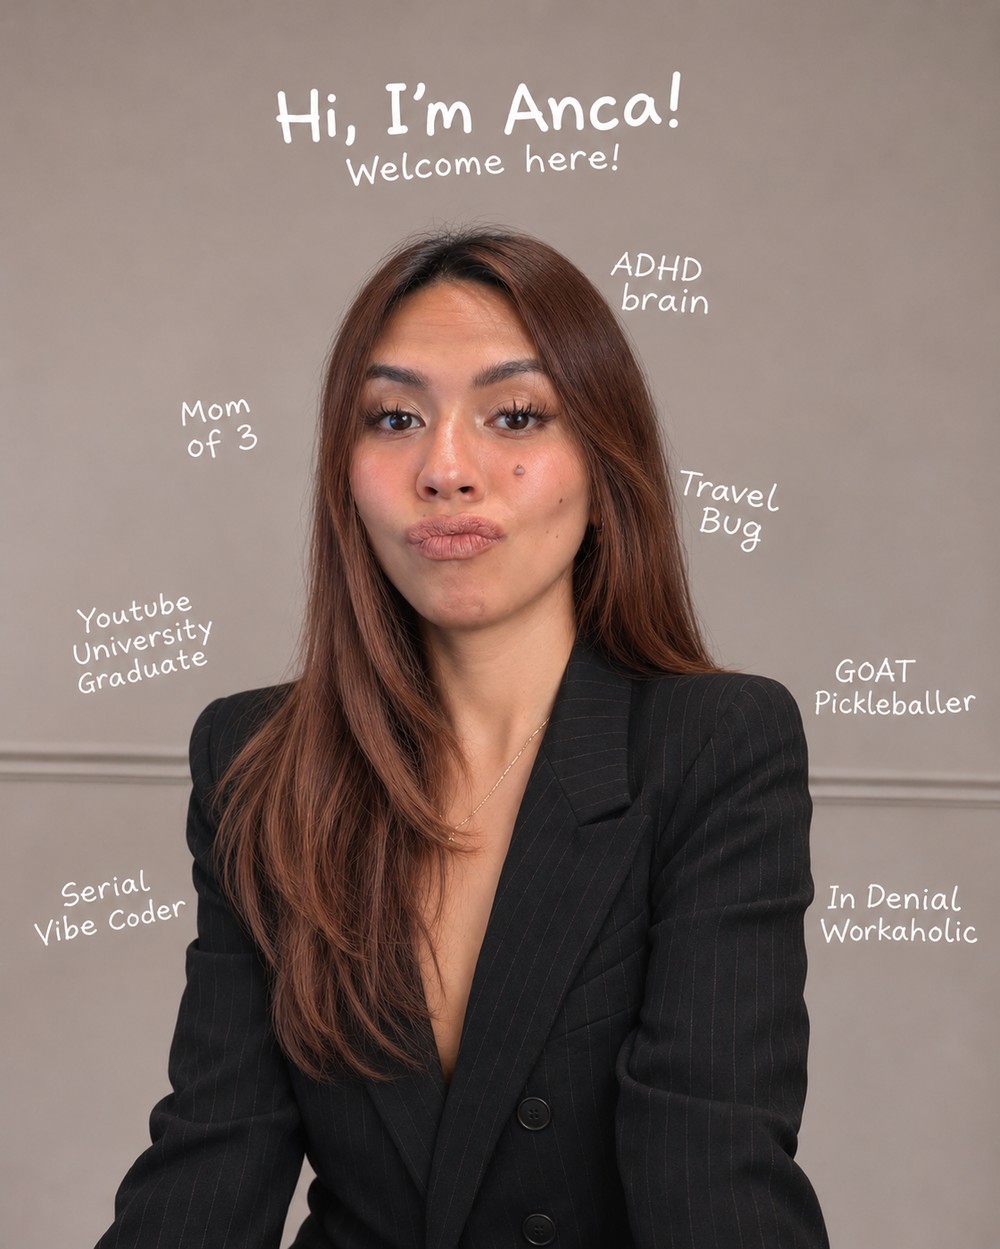 Hi, I'm Anca!
Welcome here!
ADHD
brain
Mom
of 3
Travel
Bug
Youtube
University
Graduate
GOAT
Pickleballer
Serial
Vibe Coder
In Denial
Workaholic